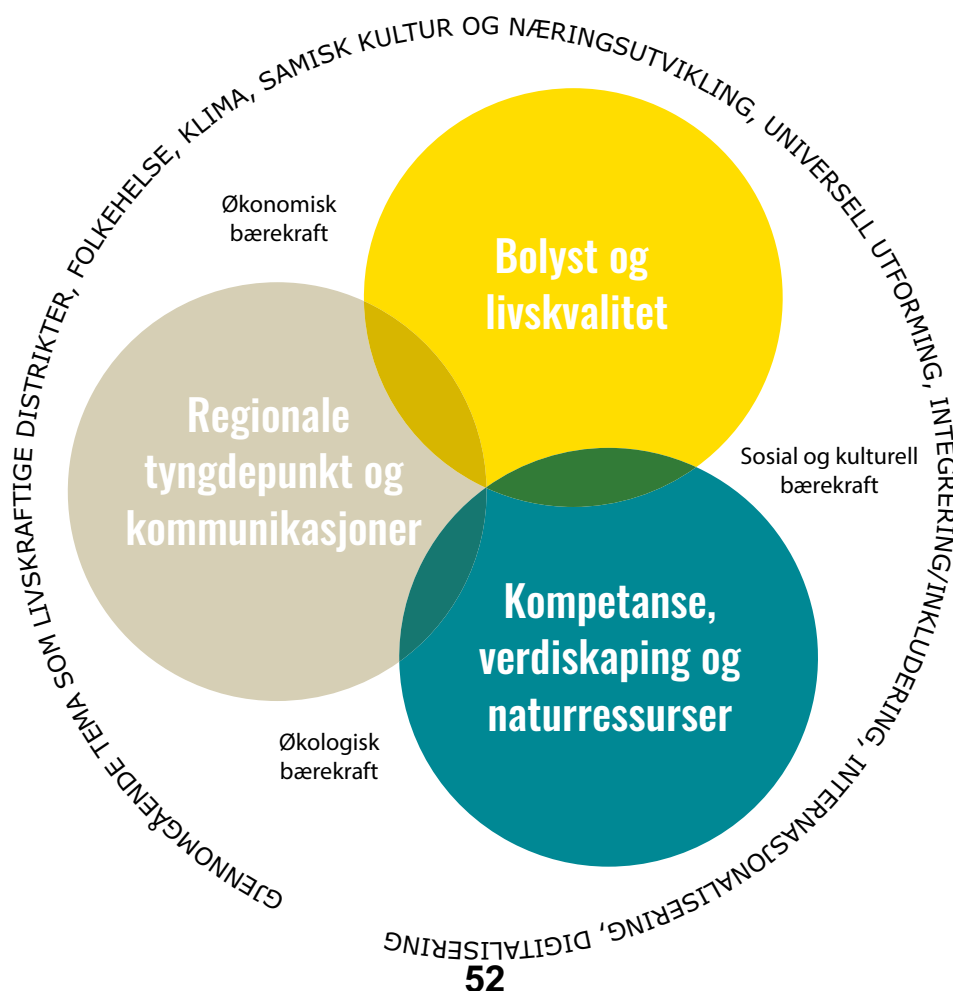 GJENNOMGÅENDE TEMA SOM LIVSKRAFTIGE DISTRIKTER, FOLKEHELSE, KLIMA, SAMISK KULTUR OG NÆRINGSUTVIKLING, UNIVERSELL UTFORMING, INTEGRERING/INKLUDERING, INTERNASJONALISERING, DIGITALISERING
Økonomisk
bærekraft
Bolyst og
livskvalitet
Regionale
tyngdepunkt og
kommunikasjoner
Sosial og kulturell
bærekraft
Kompetanse,
verdiskaping og
naturressurser
Økologisk
bærekraft
52